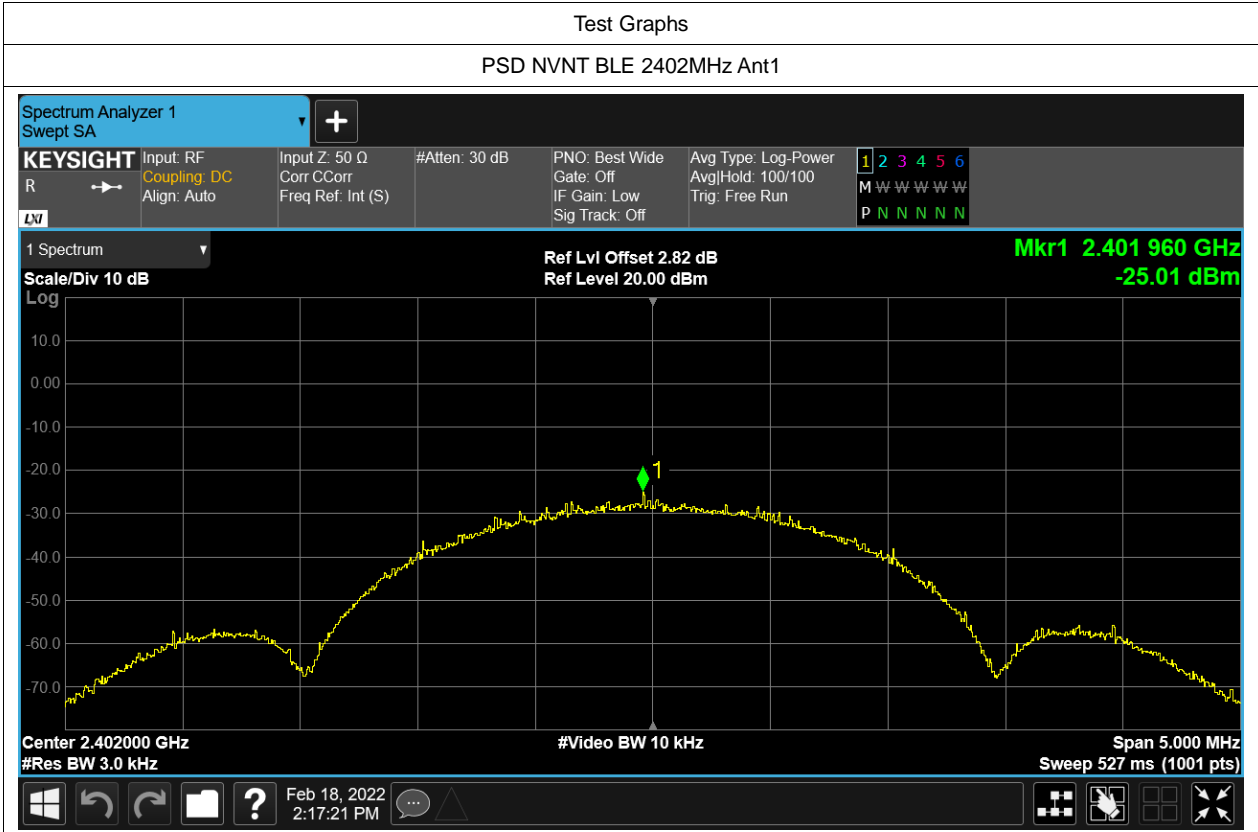 Test Graphs
PSD NVNT BLE 2402MHz Ant1
Spectrum Analyzer 1
Swept SA
KEYSIGHT
R
LXI
Input: RF
Coupling: DC
Align: Auto
Input Z: 50 Ω
Corr CCorr
Freq Ref: Int (S)
#Atten: 30 dB
PNO: Best Wide
Gate: Off
IF Gain: Low
Sig Track: Off
Avg Type: Log-Power
Avg|Hold: 100/100
Trig: Free Run
1 2 3 4 5 6
M W W W W W
P N N N N N
1 Spectrum
Scale/Div 10 dB
Log
Ref Lvl Offset 2.82 dB
Ref Level 20.00 dBm
Mkr1 2.401 960 GHz
-25.01 dBm
10.0
0.00
-10.0
-20.0
1
-30.0
-40.0
-50.0
-60.0
-70.0
Center 2.402000 GHz
#Res BW 3.0 kHz
#Video BW 10 kHz
Span 5.000 MHz
Sweep 527 ms (1001 pts)
?
Feb 18, 2022
2:17:21 PM